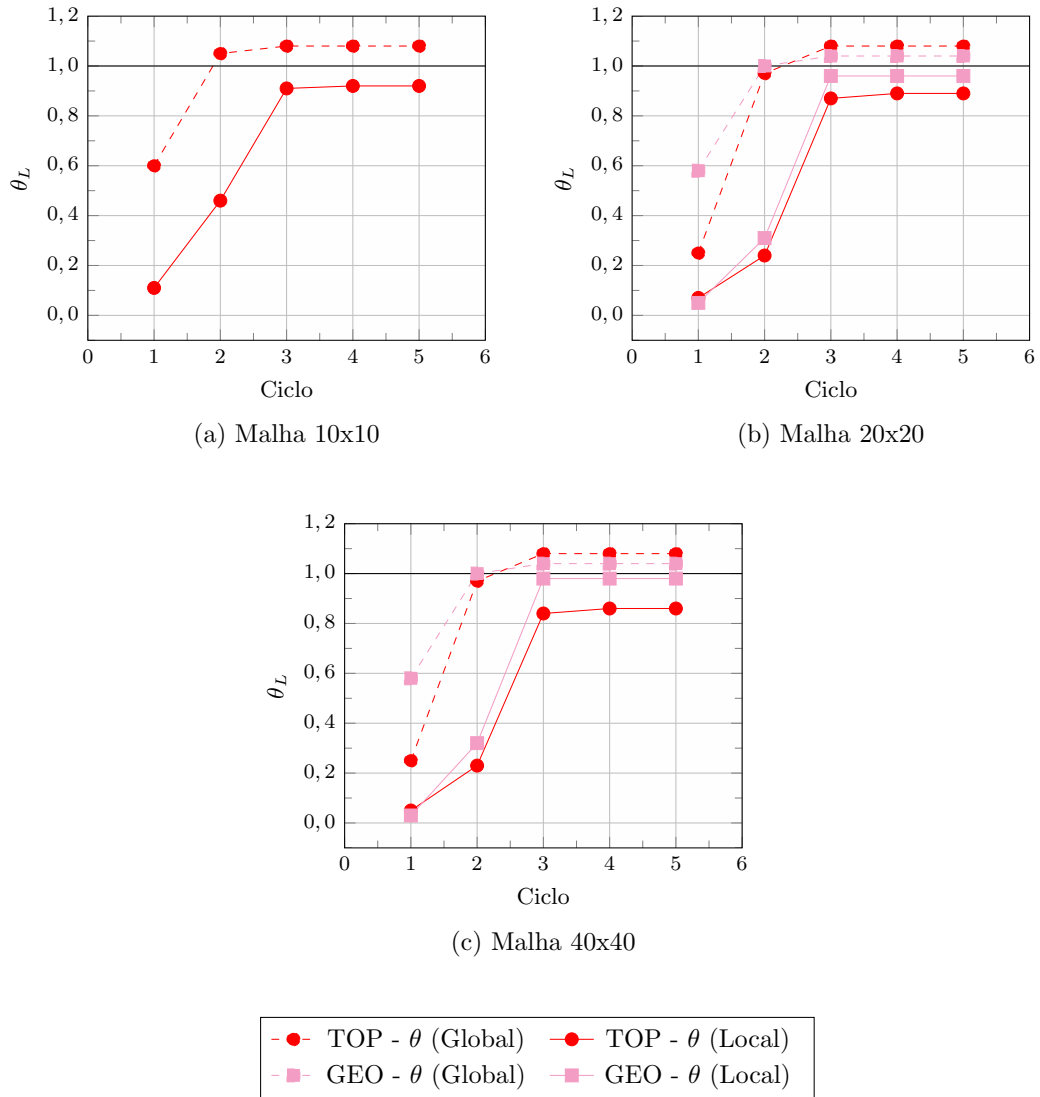 1,2
1,0
0,8
0,6
0,4
0,2
0,0
θ_L
0 1 2 3 4 5 6
Ciclo
(a) Malha 10x10
1,2
1,0
0,8
0,6
0,4
0,2
0,0
θ_L
0 1 2 3 4 5 6
Ciclo
(b) Malha 20x20
1,2
1,0
0,8
0,6
0,4
0,2
0,0
θ_L
0 1 2 3 4 5 6
Ciclo
(c) Malha 40x40
TOP - θ (Global) TOP - θ (Local)
GEO - θ (Global) GEO - θ (Local)